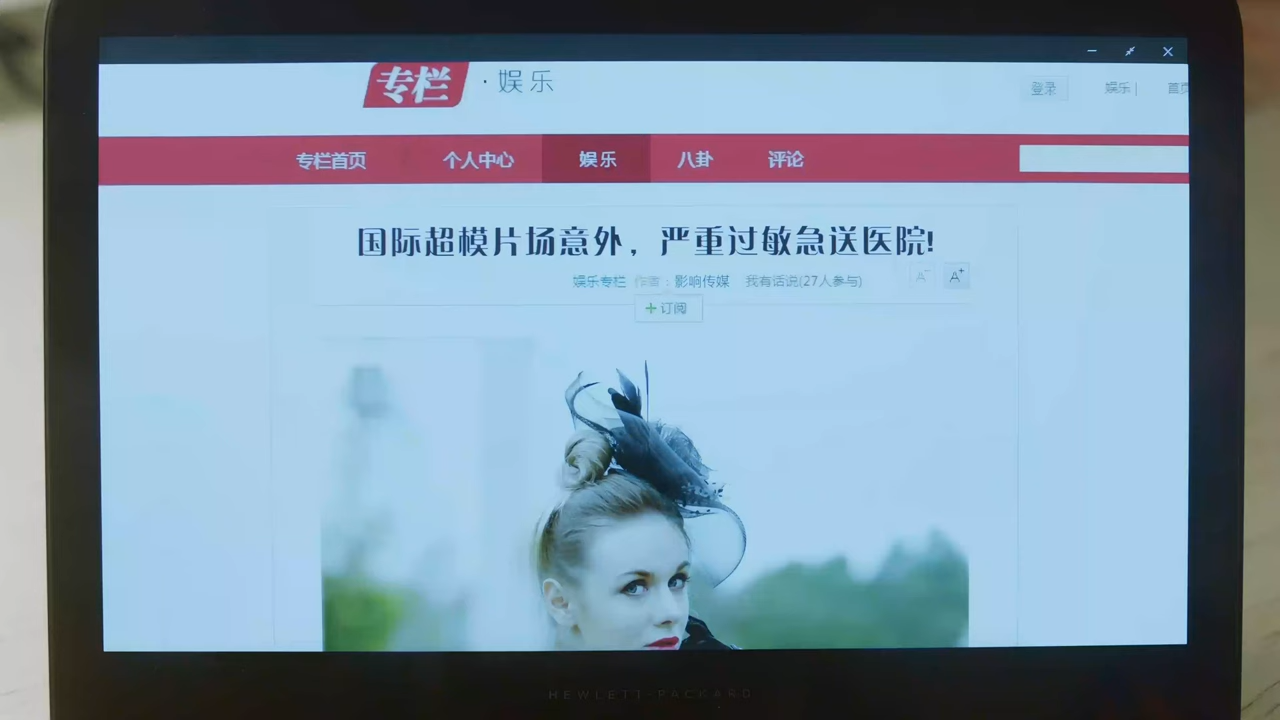 专栏 · 娱乐
登录 娱乐 | 首页
专栏首页 个人中心 娱乐 八卦 评论
国际超模片场意外，严重过敏急送医院!
娱乐专栏 作者：影响传媒 我有话说(27人参与) A- A+
+订阅
HEWLETT-PACKARD